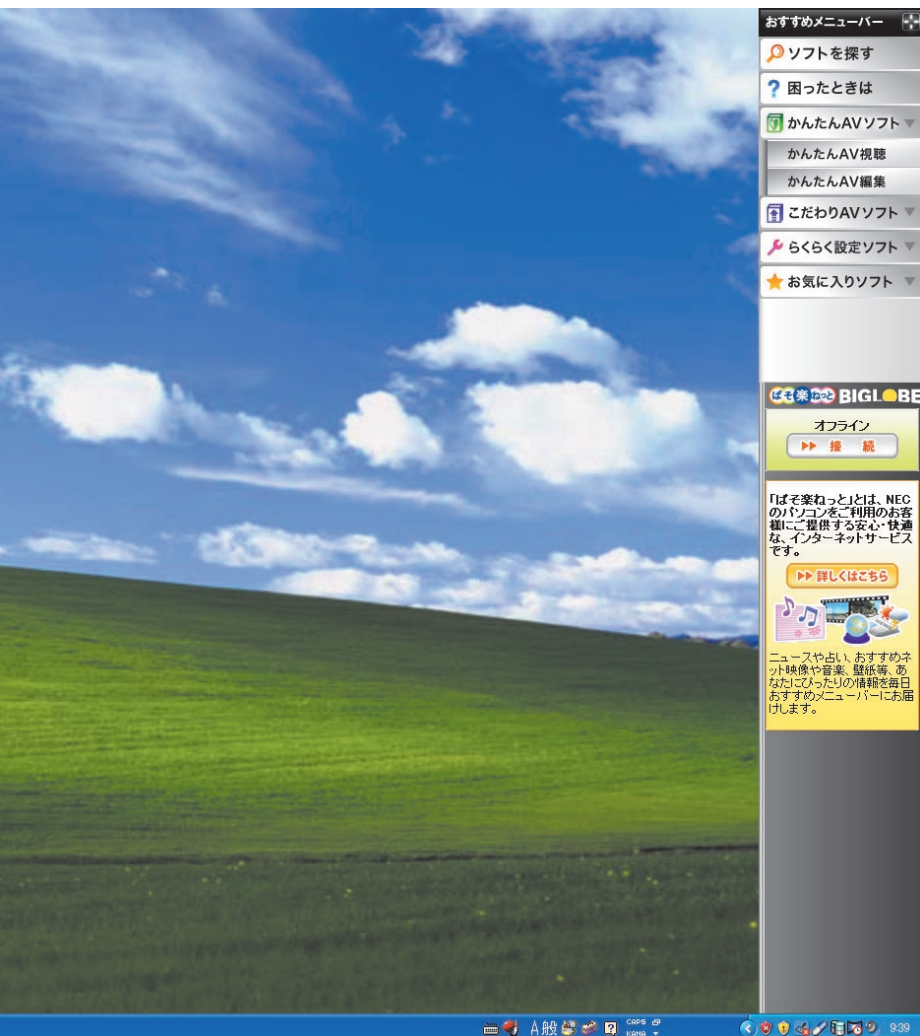 おすすめメニューバー
ソフトを探す
? 困ったときは
かんたんAVソフト
かんたんAV視聴
かんたんAV編集
こだわりAVソフト
らくらく設定ソフト
お気に入りソフト
ぱそ楽ねっと BIGLOBE
オフライン
接続
「ぱそ楽ねっと」とは、NEC
のパソコンをご利用のお客
様にご提供する安心・快適
な、インターネットサービス
です。
詳しくはこちら
ニュースや占い、おすすめネ
ット映像や音楽、壁紙等、あ
なたにぴったりの情報を毎日
おすすめメニューバーにお届
けします。
A 般 CAPS
KANA
9:38